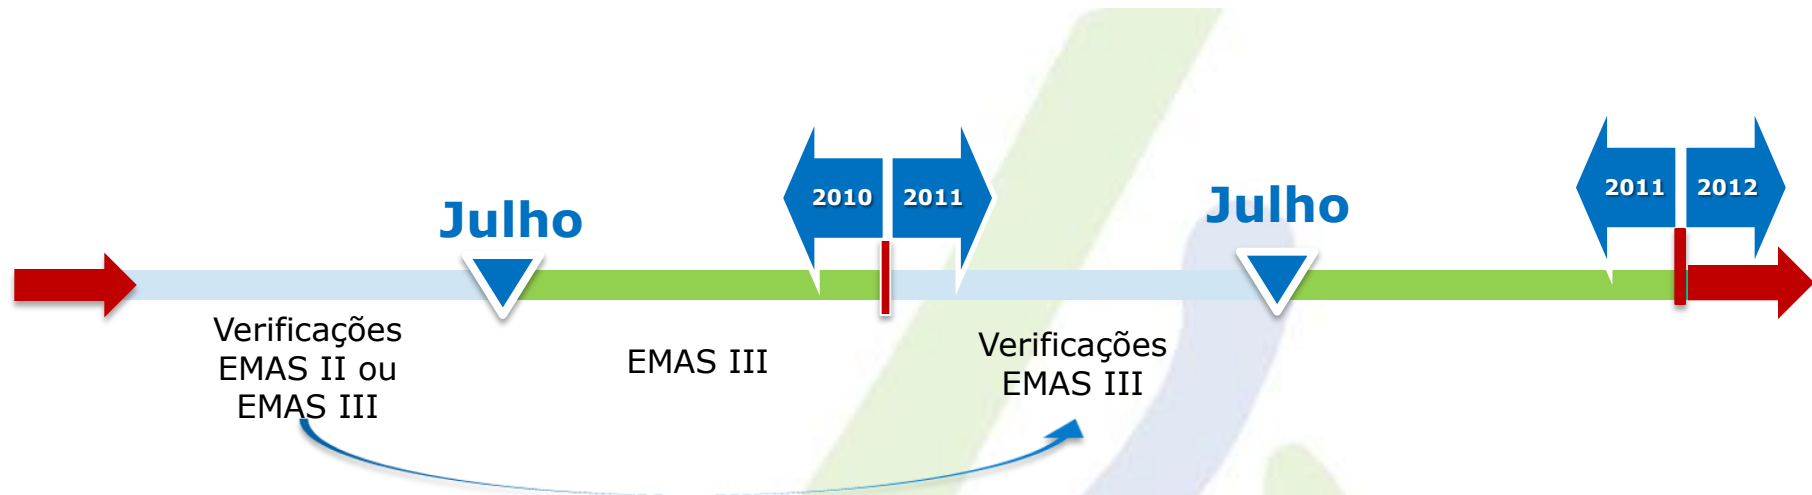 Julho
2010
2011
Julho
2011
2012
Verificações
EMAS II ou
EMAS III
EMAS III
Verificações
EMAS III